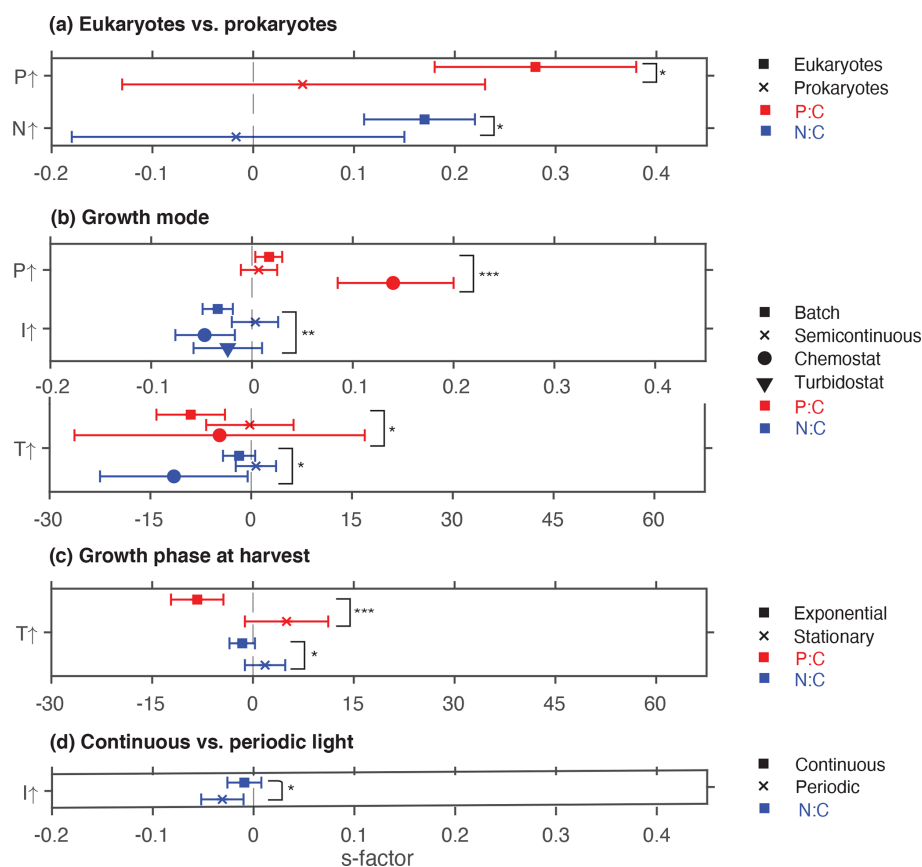 (a) Eukaryotes vs. prokaryotes
P↑
*
N↑
*
-0.2 -0.1 0 0.1 0.2 0.3 0.4
Eukaryotes
Prokaryotes
P:C
N:C
(b) Growth mode
P↑
***
I↑
**
-0.2 -0.1 0 0.1 0.2 0.3 0.4
T↑
*
*
-30 -15 0 15 30 45 60
Batch
Semicontinuous
Chemostat
Turbidostat
P:C
N:C
(c) Growth phase at harvest
***
T↑
*
-30 -15 0 15 30 45 60
Exponential
Stationary
P:C
N:C
(d) Continuous vs. periodic light
I↑
*
-0.2 -0.1 0 0.1 0.2 0.3 0.4
s-factor
Continuous
Periodic
N:C